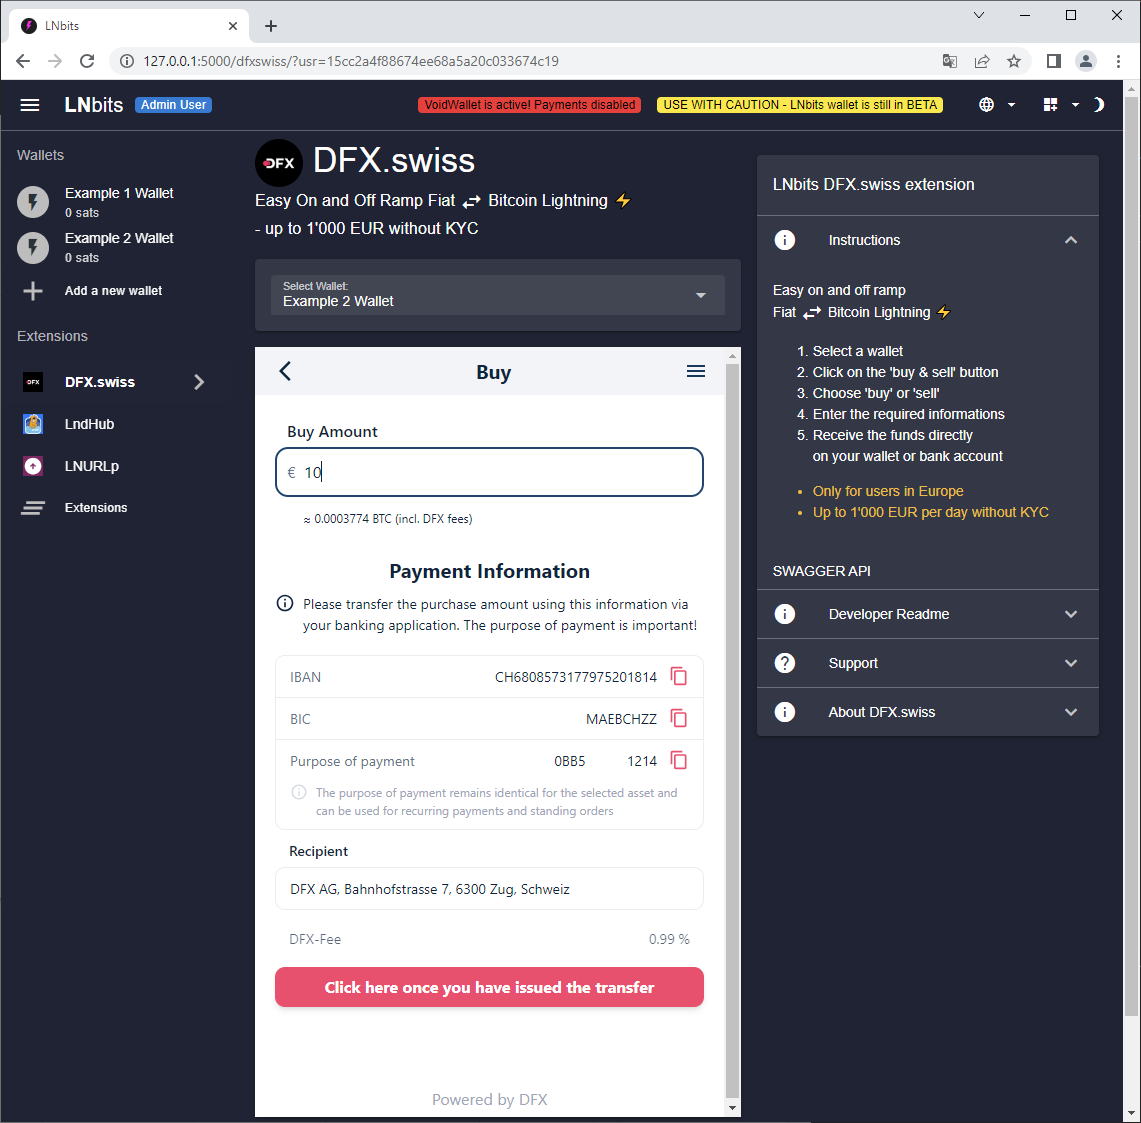 LNbits
127.0.0.1:5000/dfxswiss/?usr=15cc2a4f88674ee68a5a20c033674c19
LNbits Admin User VoidWallet is active! Payments disabled USE WITH CAUTION - LNbits wallet is still in BETA
Wallets
Example 1 Wallet
0 sats
Example 2 Wallet
0 sats
Add a new wallet
Extensions
DFX.swiss
LndHub
LNURLp
Extensions
DFX DFX.swiss
Easy On and Off Ramp Fiat ⇄ Bitcoin Lightning ⚡
- up to 1'000 EUR without KYC
Select Wallet:
Example 2 Wallet
Buy
Buy Amount
€ 10
≈ 0.0003774 BTC (incl. DFX fees)
Payment Information
Please transfer the purchase amount using this information via
your banking application. The purpose of payment is important!
IBAN CH6808573177975201814
BIC MAEBCHZZ
Purpose of payment 0BB5 1214
The purpose of payment remains identical for the selected asset and
can be used for recurring payments and standing orders
Recipient
DFX AG, Bahnhofstrasse 7, 6300 Zug, Schweiz
DFX-Fee 0.99 %
Click here once you have issued the transfer
Powered by DFX
LNbits DFX.swiss extension
Instructions
Easy on and off ramp
Fiat ⇄ Bitcoin Lightning ⚡
1. Select a wallet
2. Click on the 'buy & sell' button
3. Choose 'buy' or 'sell'
4. Enter the required informations
5. Receive the funds directly
on your wallet or bank account
• Only for users in Europe
• Up to 1'000 EUR per day without KYC
SWAGGER API
Developer Readme
Support
About DFX.swiss